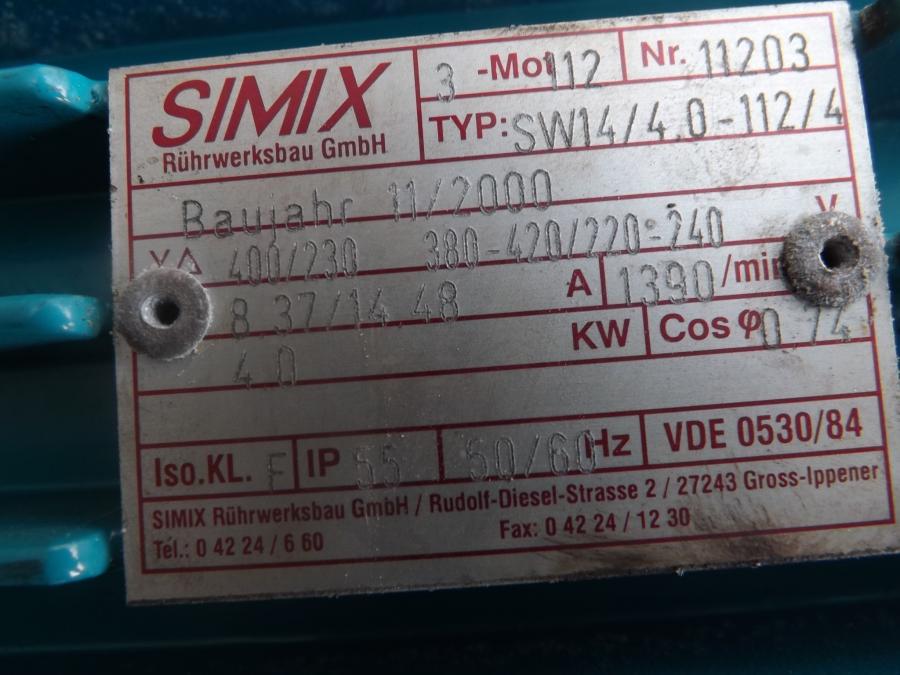 SIMIX
Rührwerksbau GmbH
3 -Mot 112 Nr. 11203
TYP: SW14/4.0-112/4
Baujahr 11/2000
Y Δ 400/230 380-420/220-240 V
8.37/14.48 A 1390 /min
4.0 KW Cos φ 0.74
Iso.KL. F IP 55 50/60 Hz VDE 0530/84
SIMIX Rührwerksbau GmbH / Rudolf-Diesel-Strasse 2 / 27243 Gross-Ippener
Tel.: 0 42 24 / 6 60 Fax: 0 42 24 / 12 30